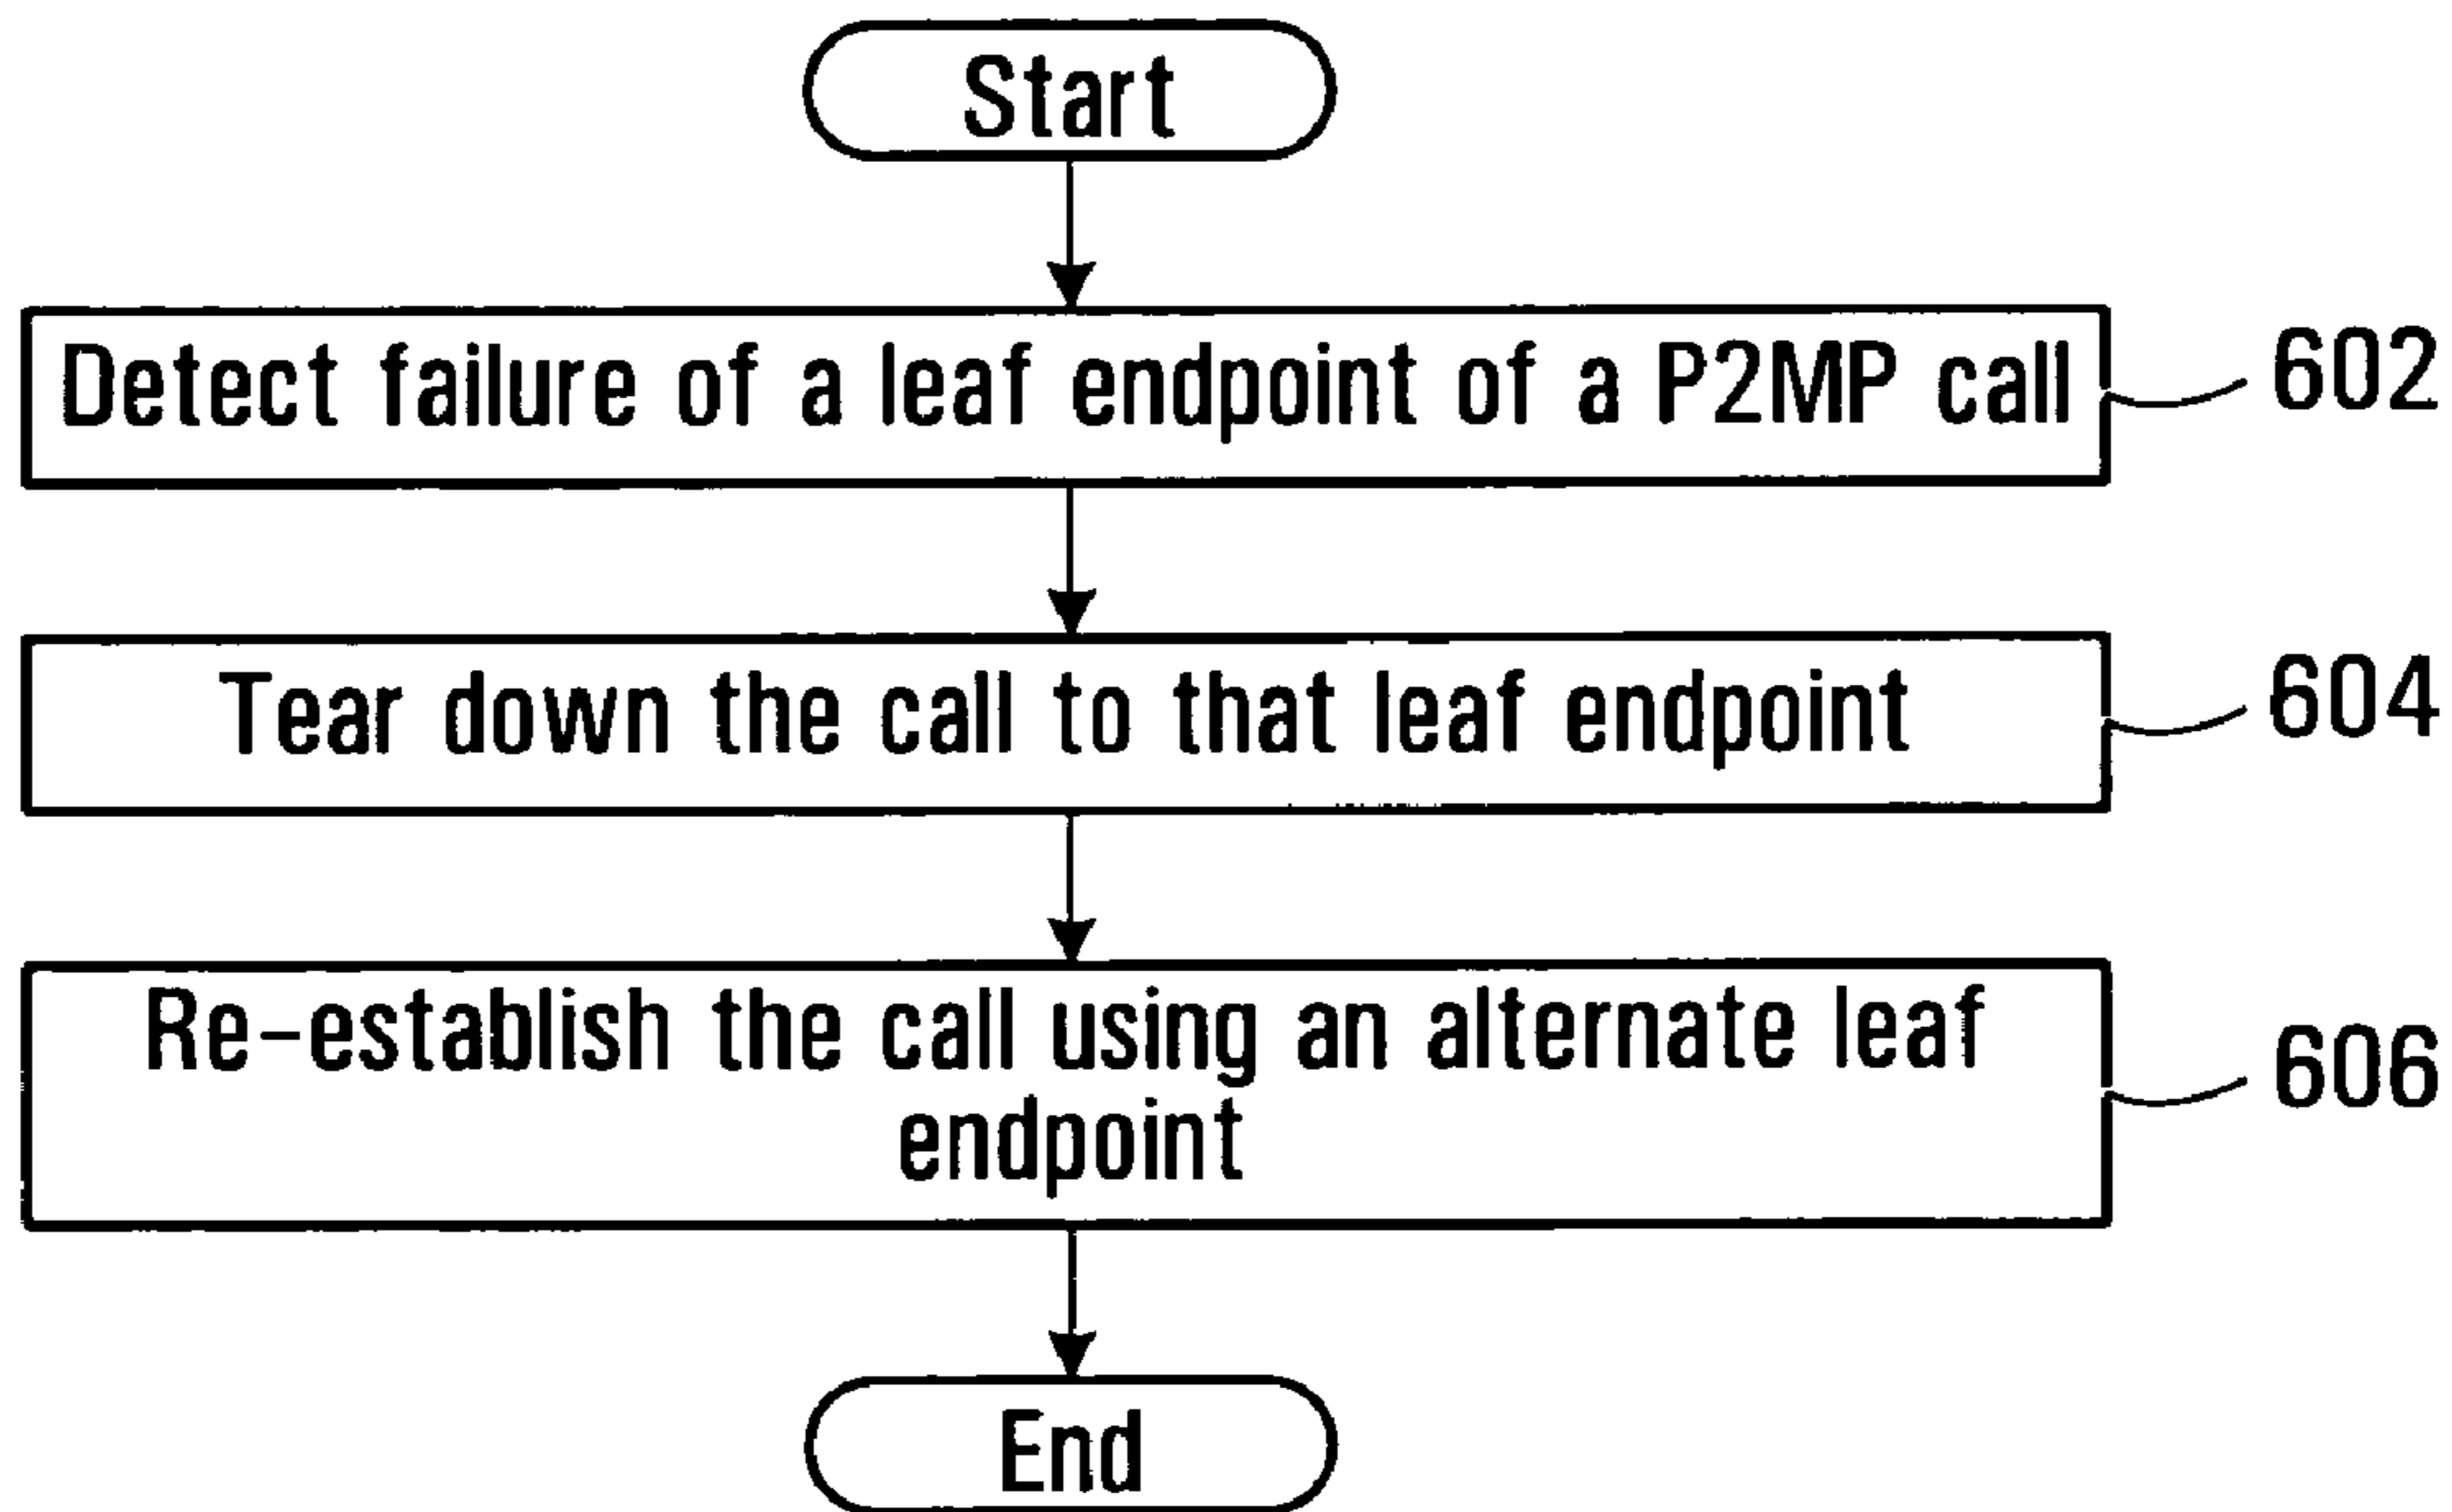 Start
Detect failure of a leaf endpoint of a P2MP call
602
Tear down the call to that leaf endpoint
604
Re-establish the call using an alternate leaf
endpoint
606
End